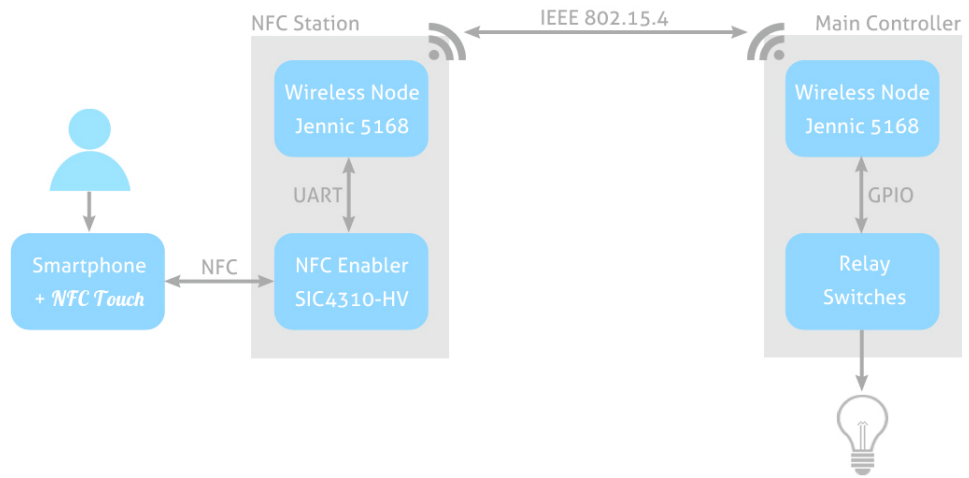 IEEE 802.15.4
NFC Station
Main Controller
Wireless Node
Jennic 5168
Wireless Node
Jennic 5168
UART
GPIO
Smartphone
+ NFC Touch
NFC
NFC Enabler
SIC4310-HV
Relay
Switches